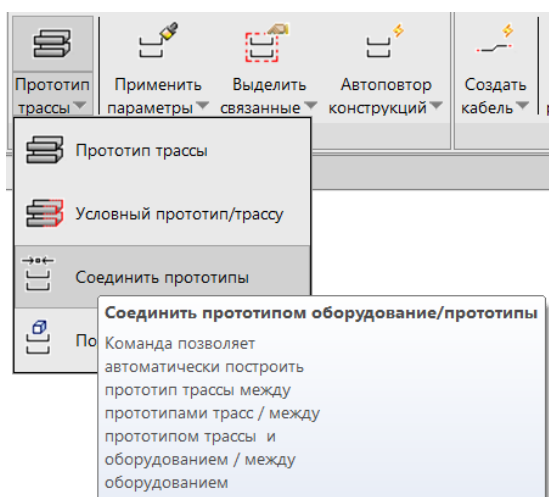 Прототип трассы
Применить параметры
Выделить связанные
Автоповтор конструкций
Создать кабель
Прототип трассы
Условный прототип/трассу
Соединить прототипы
По
Соединить прототипом оборудование/прототипы
Команда позволяет
автоматически построить
прототип трассы между
прототипами трасс / между
прототипом трассы и
оборудованием / между
оборудованием